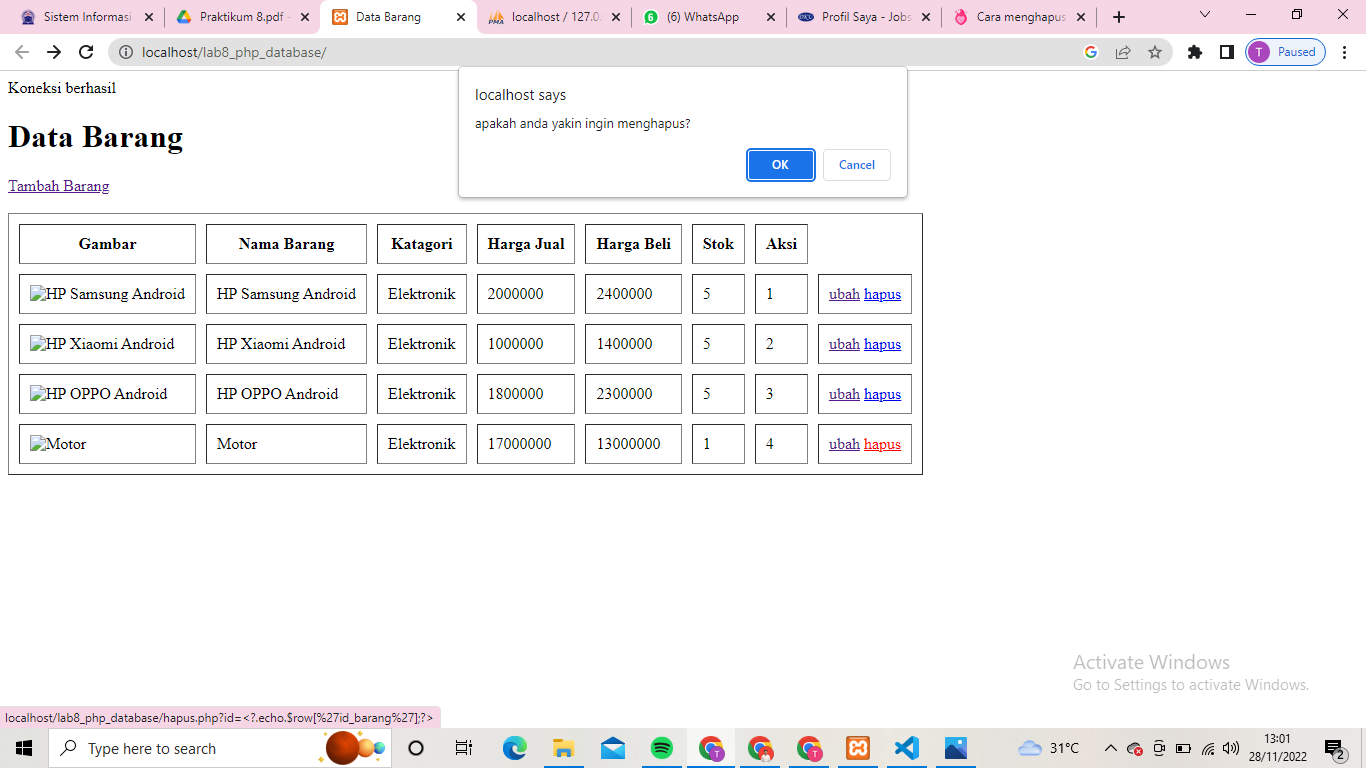 Sistem Informasi
Praktikum 8.pdf -
Data Barang
PMA
localhost / 127.0.
6
(6) WhatsApp
Profil Saya - Jobs
Cara menghapus
localhost/lab8_php_database/
G
T
Paused
Koneksi berhasil
localhost says
apakah anda yakin ingin menghapus?
OK Cancel
Data Barang
Tambah Barang
Gambar Nama Barang Katagori Harga Jual Harga Beli Stok Aksi
HP Samsung Android HP Samsung Android Elektronik 2000000 2400000 5 1 ubah hapus
HP Xiaomi Android HP Xiaomi Android Elektronik 1000000 1400000 5 2 ubah hapus
HP OPPO Android HP OPPO Android Elektronik 1800000 2300000 5 3 ubah hapus
Motor Motor Elektronik 17000000 13000000 1 4 ubah hapus
Activate Windows
Go to Settings to activate Windows.
localhost/lab8_php_database/hapus.php?id=<?.echo.$row[%27id_barang%27];?>
Type here to search
T
T
31°C
13:01
28/11/2022
2